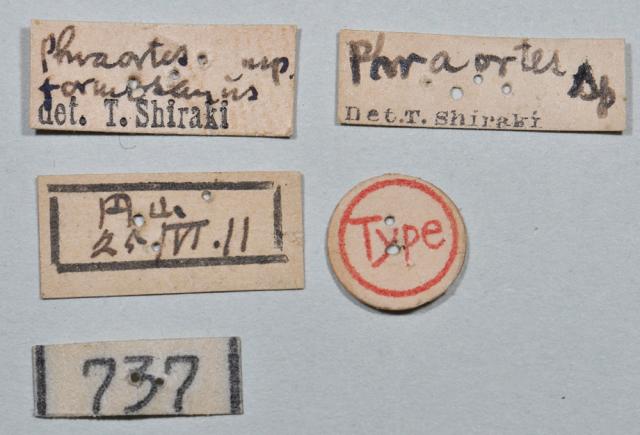 Phraortes. n.sp.
formosanus
det. T. Shiraki
Phraortes Sp
Det.T. Shiraki
円山
25.VI.11
Type
737